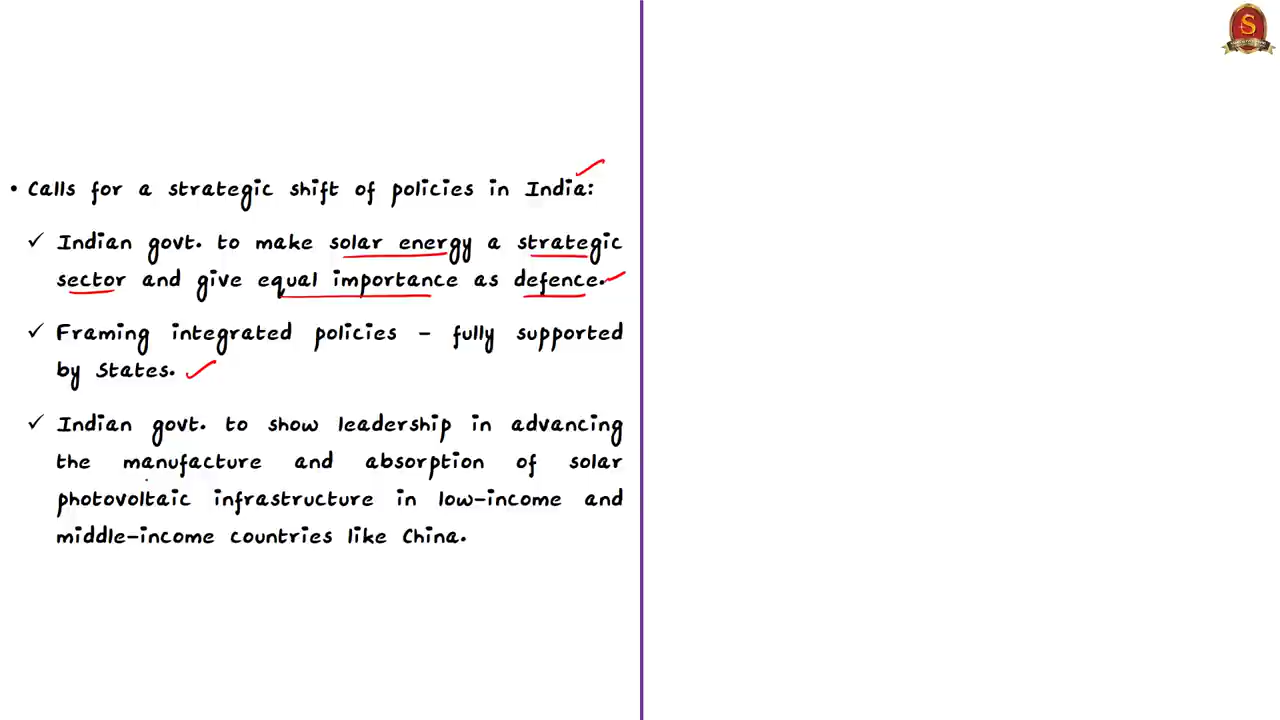 • Calls for a strategic shift of policies in India:
✓ Indian govt. to make solar energy a strategic
sector and give equal importance as defence.
✓ Framing integrated policies – fully supported
by States.
✓ Indian govt. to show leadership in advancing
the manufacture and absorption of solar
photovoltaic infrastructure in low-income and
middle-income countries like China.
S